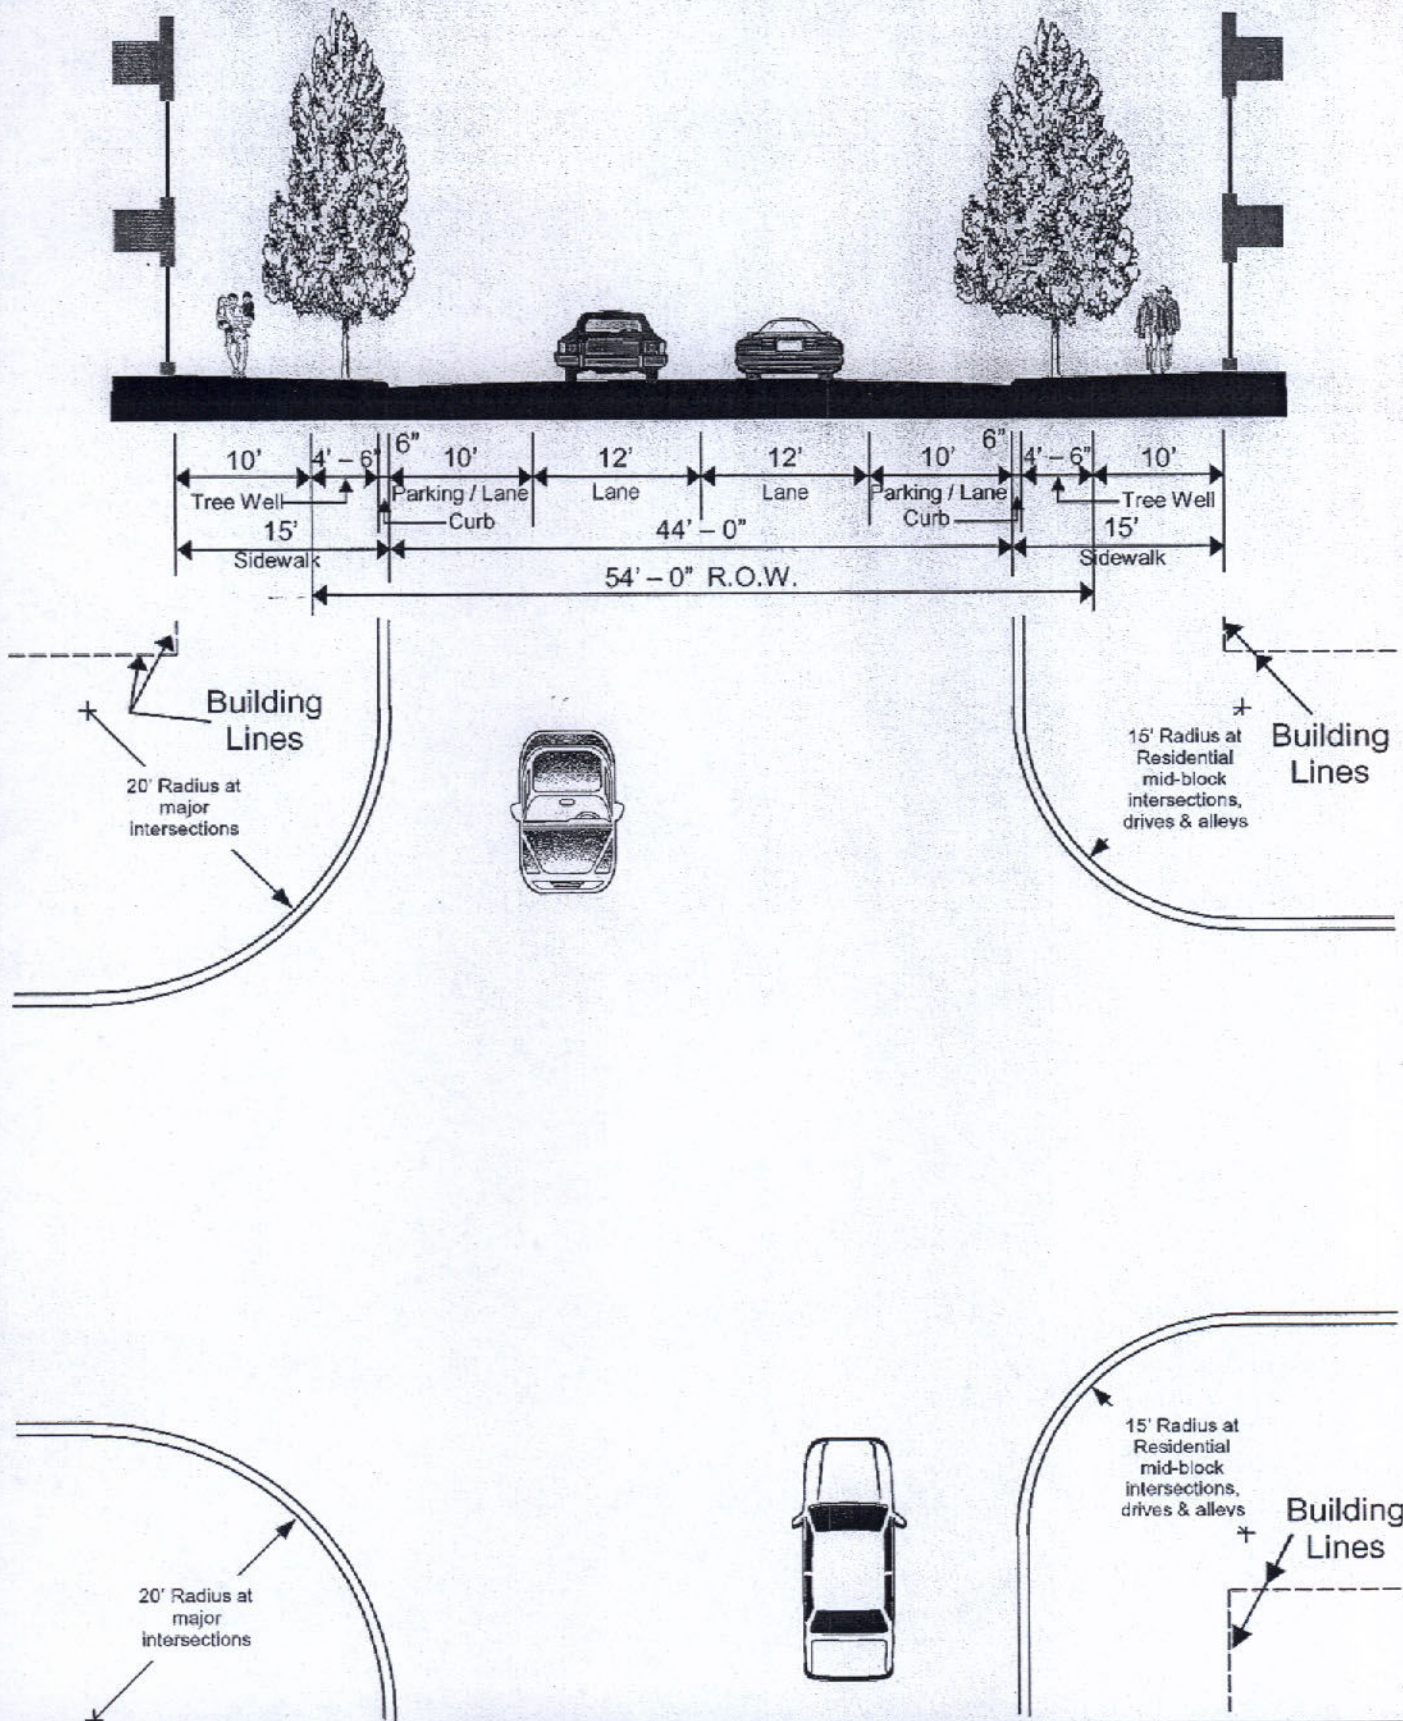 6” 6”
10’ 4’ – 6” 10’ 12’ 12’ 10’ 4’ – 6” 10’
Tree Well Parking / Lane Lane Lane Parking / Lane Tree Well
Curb Curb
15’ 44’ – 0” 15’
Sidewalk Sidewalk
54’ – 0” R.O.W.
Building
Lines
20’ Radius at
major
intersections
15’ Radius at
Residential
mid-block
intersections,
drives & alleys
Building
Lines
15’ Radius at
Residential
mid-block
intersections,
drives & alleys
Building
Lines
20’ Radius at
major
intersections